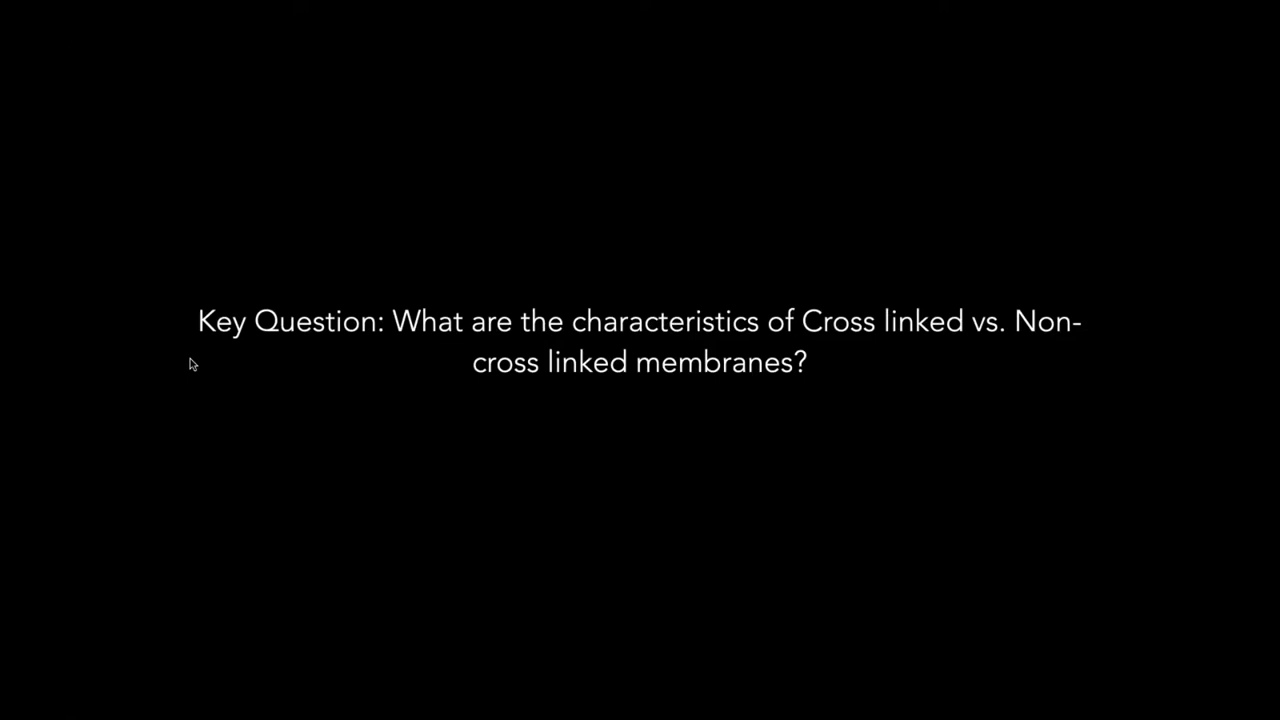 Key Question: What are the characteristics of Cross linked vs. Non-
cross linked membranes?